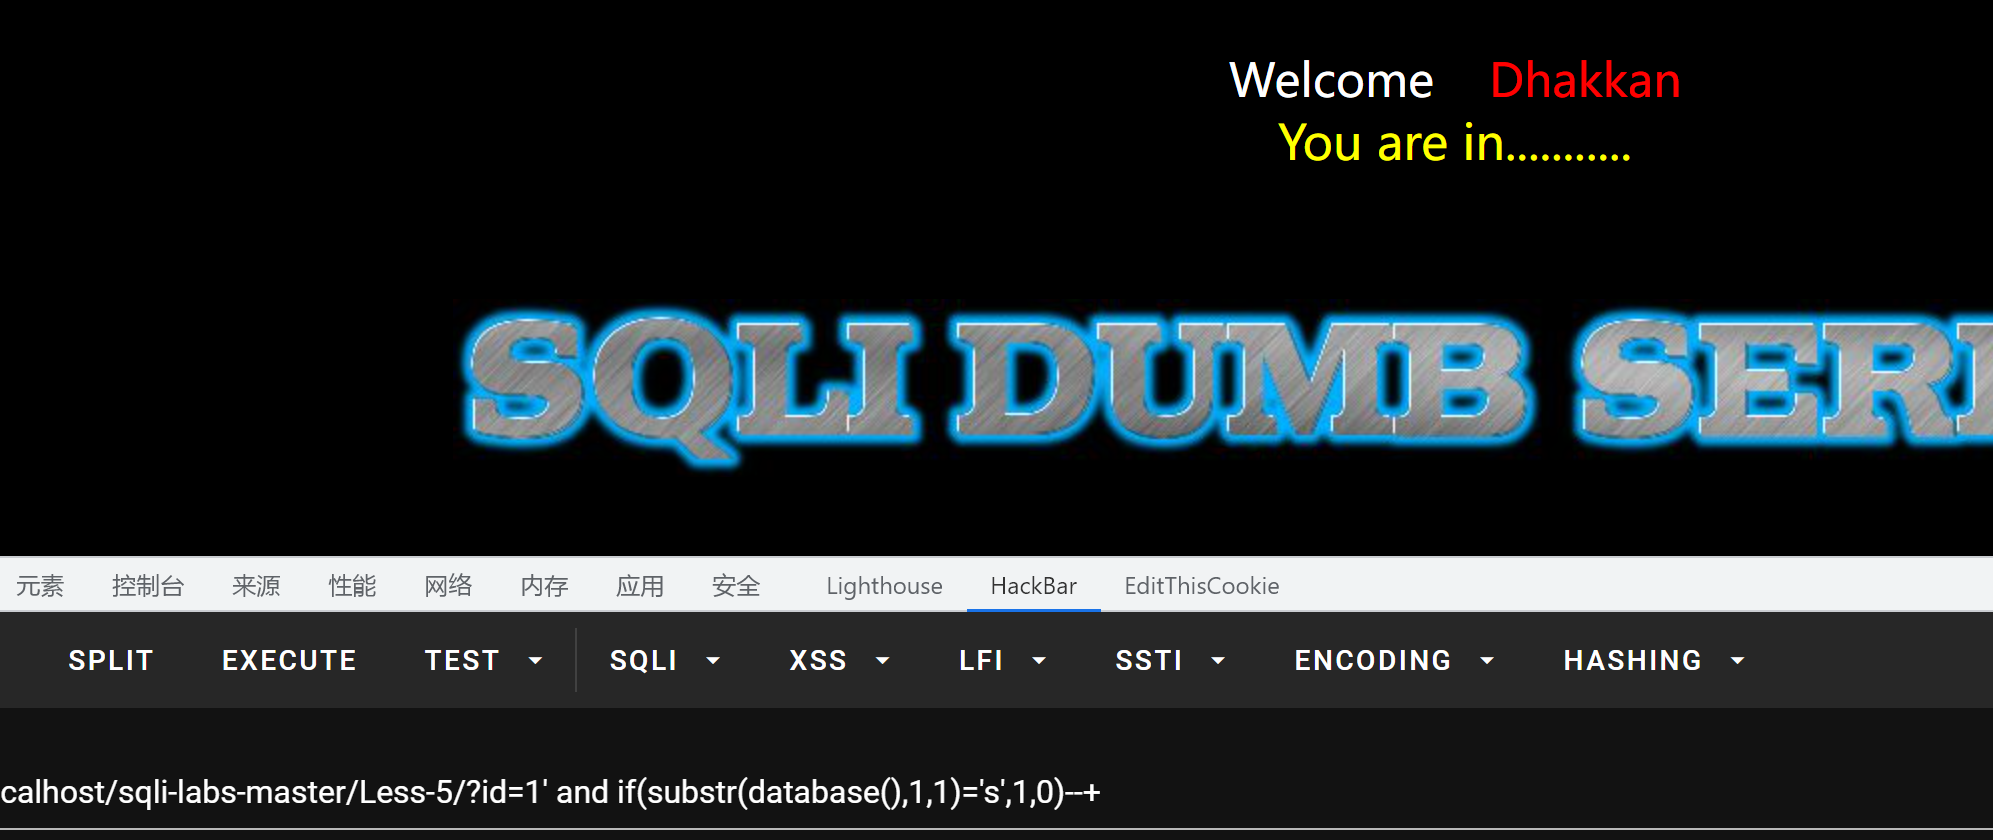 Welcome Dhakkan
You are in...........
SQLI DUMB SERI
元素 控制台 来源 性能 网络 内存 应用 安全 Lighthouse HackBar EditThisCookie
SPLIT EXECUTE TEST SQLI XSS LFI SSTI ENCODING HASHING
calhost/sqli-labs-master/Less-5/?id=1' and if(substr(database(),1,1)='s',1,0)--+